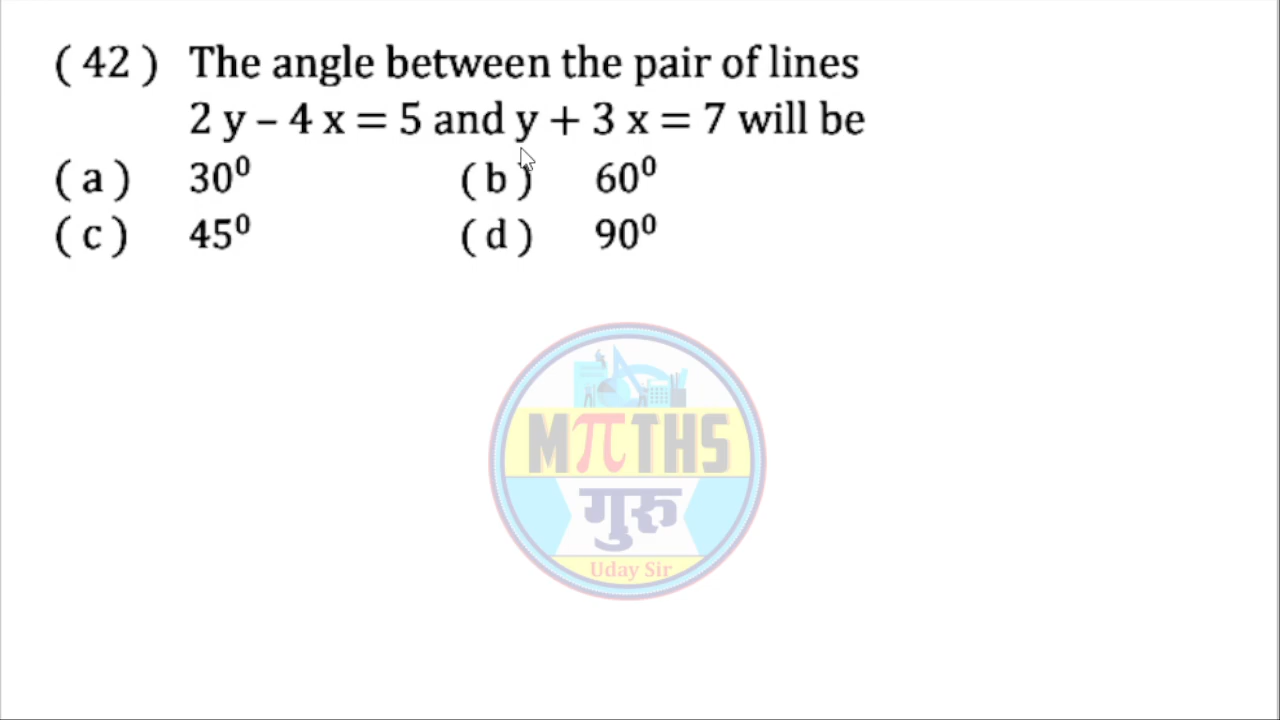 ( 42 ) The angle between the pair of lines
2 y – 4 x = 5 and y + 3 x = 7 will be
( a ) 30⁰ ( b ) 60⁰
( c ) 45⁰ ( d ) 90⁰
MπTHS
गुरु
Uday Sir